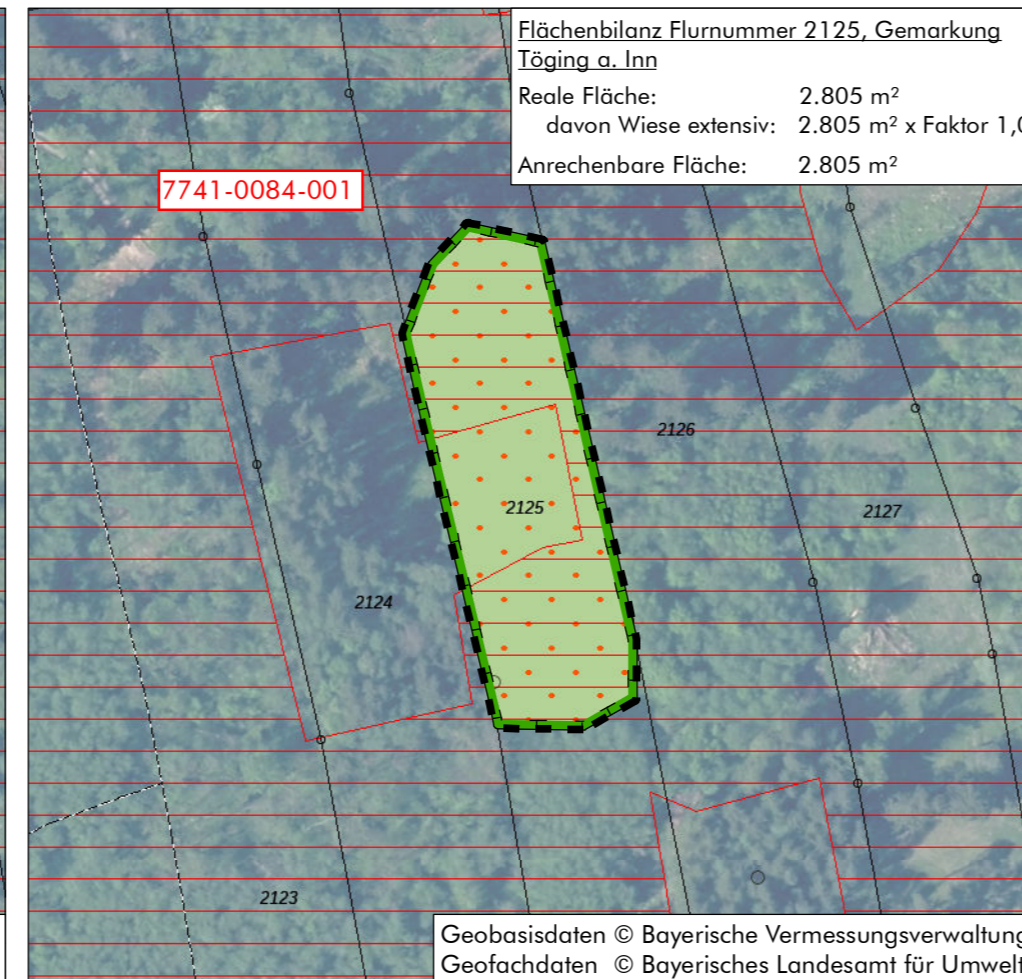 Flächenbilanz Flurnummer 2125, Gemarkung
Töging a. Inn
Reale Fläche: 2.805 m²
davon Wiese extensiv: 2.805 m² x Faktor 1,0
Anrechenbare Fläche: 2.805 m²
7741-0084-001
2126
2125
2127
2124
2123
Geobasisdaten © Bayerische Vermessungsverwaltung
Geofachdaten © Bayerisches Landesamt für Umwelt